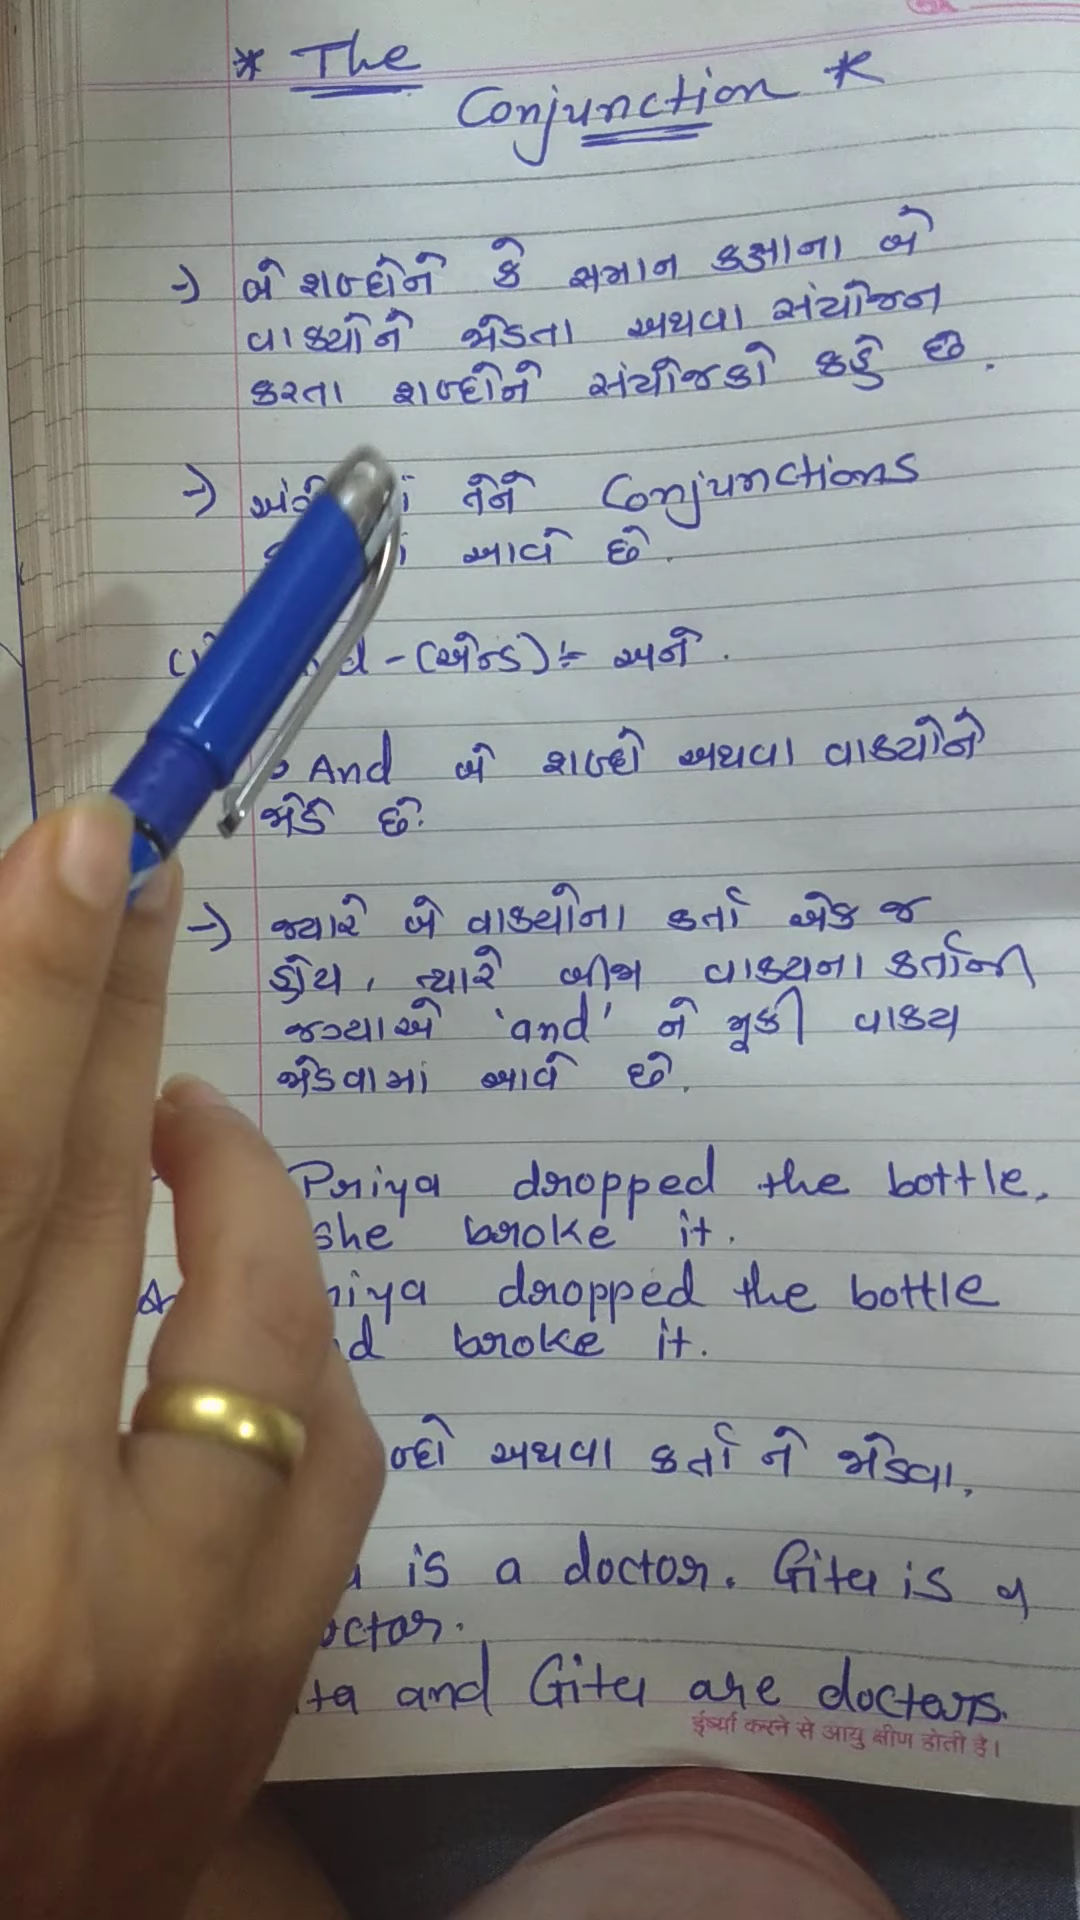 * The
Conjunction *
→ બે શબ્દોને કે સમાન કક્ષાના બે
વાક્યોને જોડતા અથવા સંયોજન
કરતા શબ્દોને સંયોજકો કહે છે.
→ તેને Conjunctions
આવે છે.
- (એન્ડ) :- અને.
And બે શબ્દો અથવા વાક્યોને
જોડે છે.
→ જ્યારે બે વાક્યોના કર્તા એક જ
હોય, ત્યારે બીજા વાક્યના કર્તાની
જગ્યાએ 'and' ને મૂકી વાક્ય
જોડવામાં આવે છે.
Priya dropped the bottle.
she broke it.
dropped the bottle
broke it.
અથવા કર્તા ને જોડવા.
is a doctor. Gita is a
and Gita are doctors.
ईर्ष्या करने से आयु क्षीण होती है।